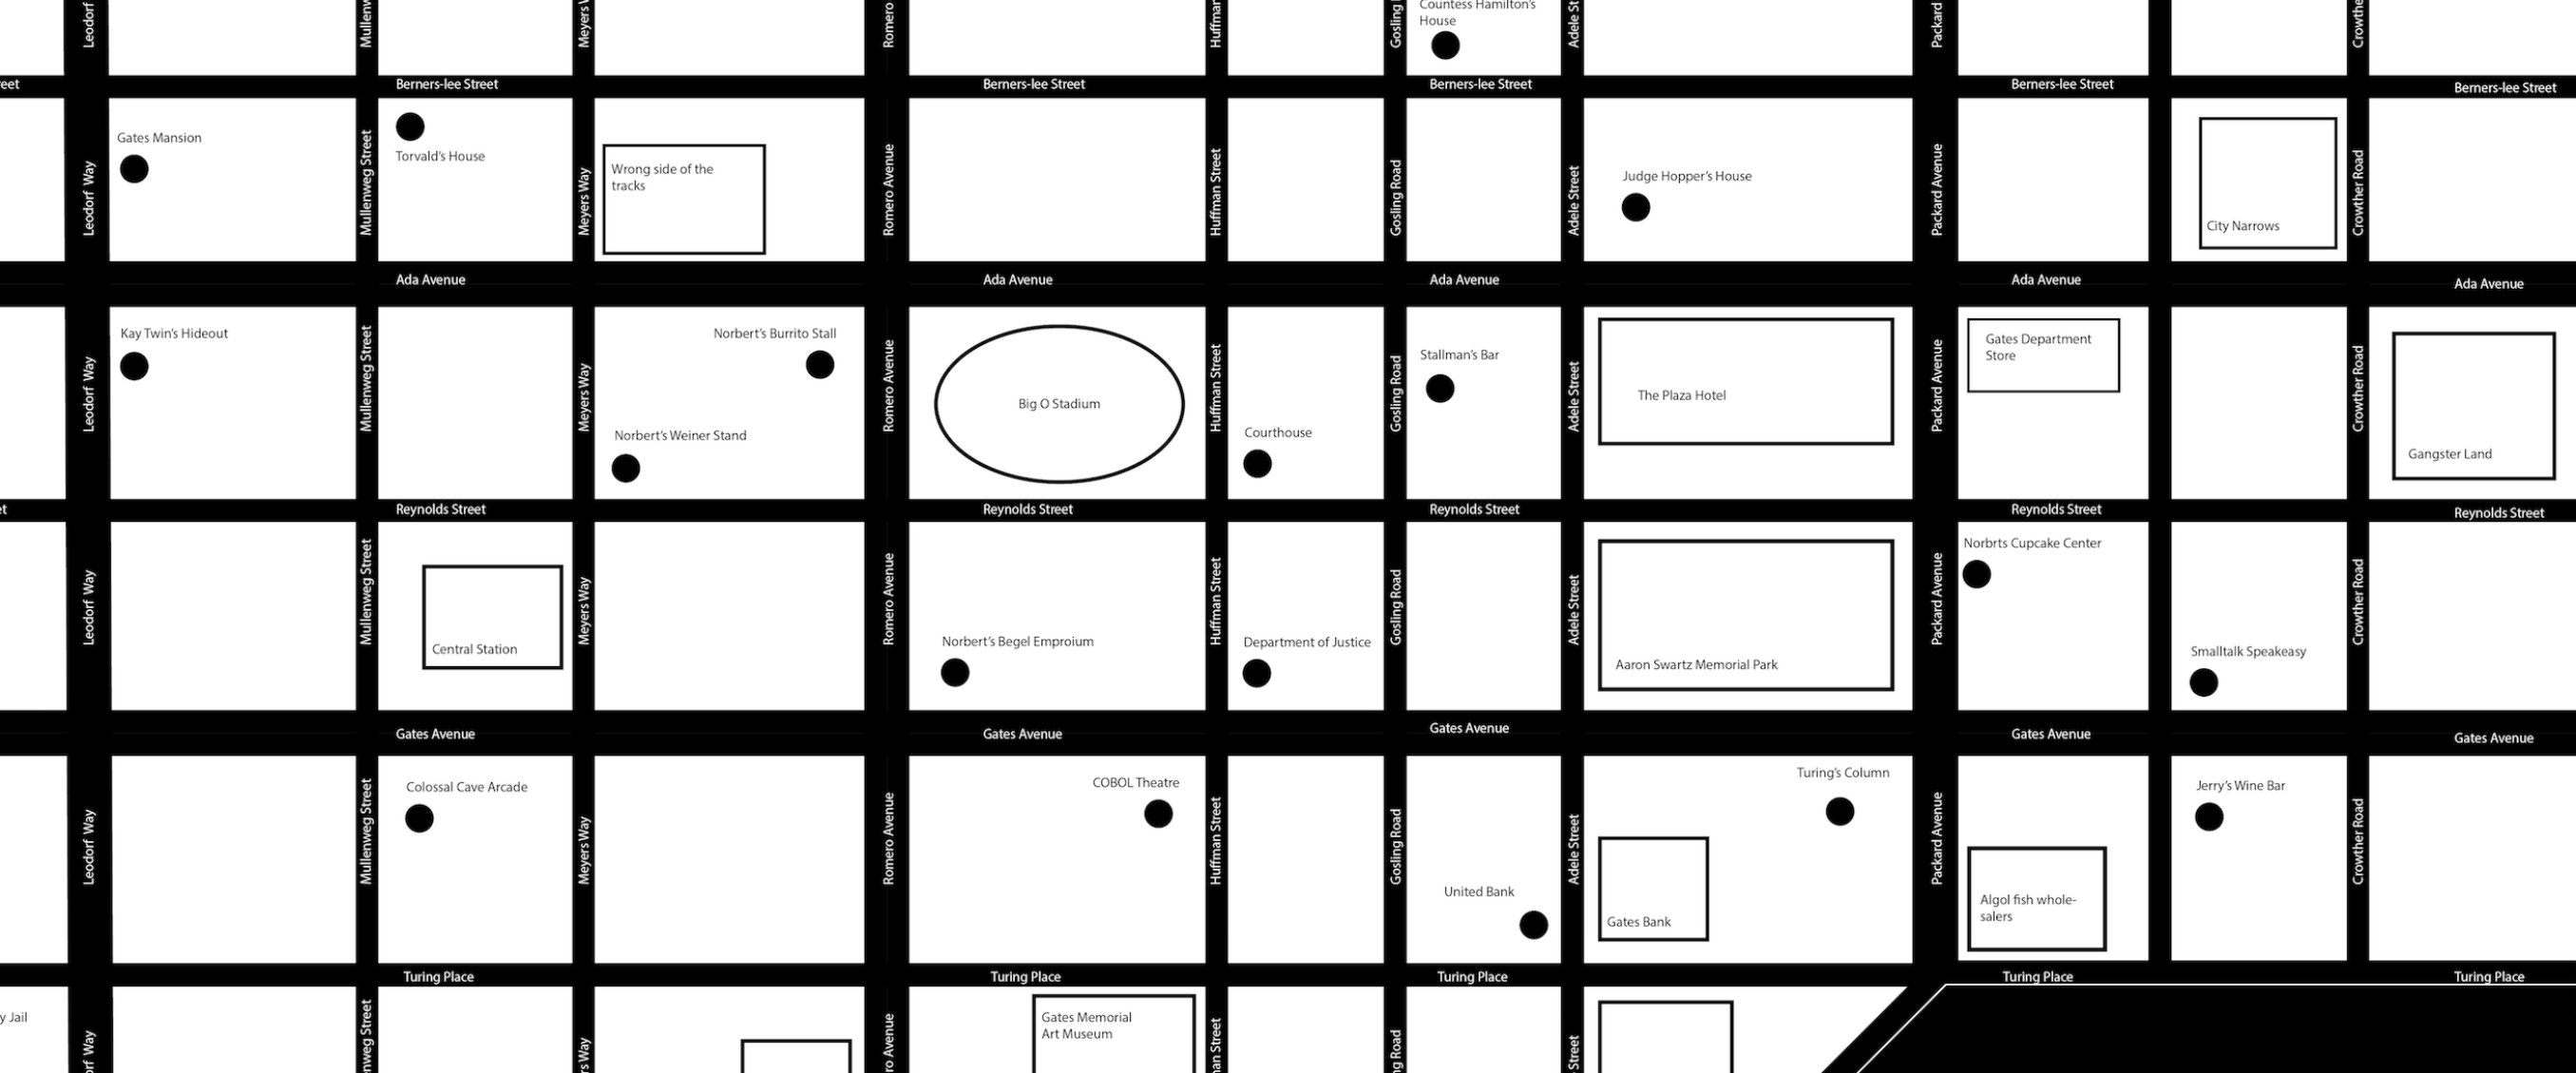 Countess Hamilton's
House
Leodorf
Mullenw
Meyers W
Romero
Huffman
Gosling
Adele St
Packard
Crowthe
eet
Berners-lee Street
Berners-lee Street
Berners-lee Street
Berners-lee Street
Berners-lee Street
Gates Mansion
Torvald's House
Wrong side of the
tracks
Judge Hopper's House
City Narrows
Leodorf Way
Mullenweg Street
Meyers Way
Romero Avenue
Huffman Street
Gosling Road
Adele Street
Packard Avenue
Crowther Road
Ada Avenue
Ada Avenue
Ada Avenue
Ada Avenue
Ada Avenue
Kay Twin's Hideout
Norbert's Burrito Stall
Norbert's Weiner Stand
Big O Stadium
Courthouse
Stallman's Bar
The Plaza Hotel
Gates Department
Store
Gangster Land
Leodorf Way
Mullenweg Street
Meyers Way
Romero Avenue
Huffman Street
Gosling Road
Adele Street
Packard Avenue
Crowther Road
et
Reynolds Street
Reynolds Street
Reynolds Street
Reynolds Street
Reynolds Street
Central Station
Norbert's Begel Emproium
Department of Justice
Aaron Swartz Memorial Park
Norbrts Cupcake Center
Smalltalk Speakeasy
Leodorf Way
Mullenweg Street
Meyers Way
Romero Avenue
Huffman Street
Gosling Road
Adele Street
Packard Avenue
Crowther Road
Gates Avenue
Gates Avenue
Gates Avenue
Gates Avenue
Gates Avenue
Colossal Cave Arcade
COBOL Theatre
United Bank
Turing's Column
Gates Bank
Algol fish whole-
salers
Jerry's Wine Bar
Leodorf Way
Mullenweg Street
Meyers Way
Romero Avenue
Huffman Street
Gosling Road
Adele Street
Packard Avenue
Crowther Road
Turing Place
Turing Place
Turing Place
Turing Place
Turing Place
y Jail
Gates Memorial
Art Museum
orf Way
nweg Street
rs Way
ro Avenue
nan Street
ng Road
Street